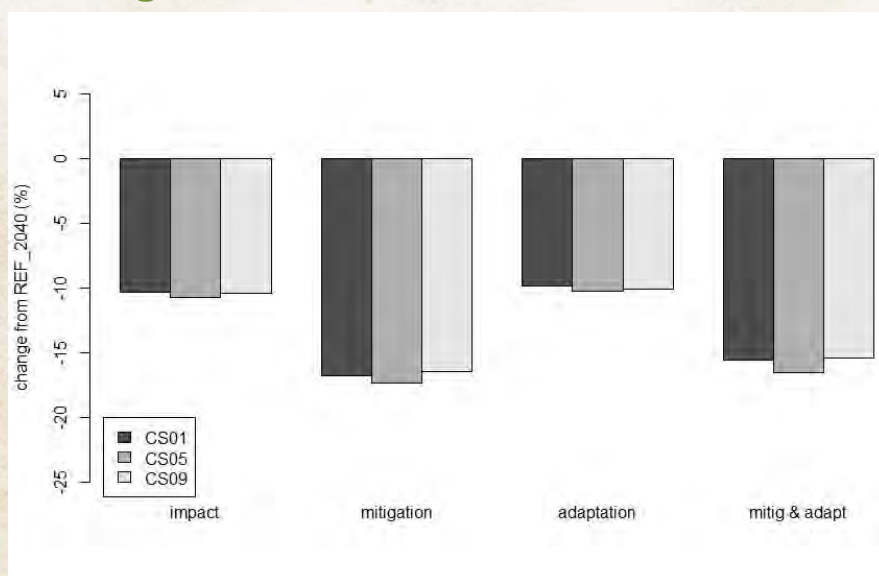 change from REF_2040 (%)
5
0
-5
-10
-15
-20
-25
CS01
CS05
CS09
impact mitigation adaptation mitig & adapt